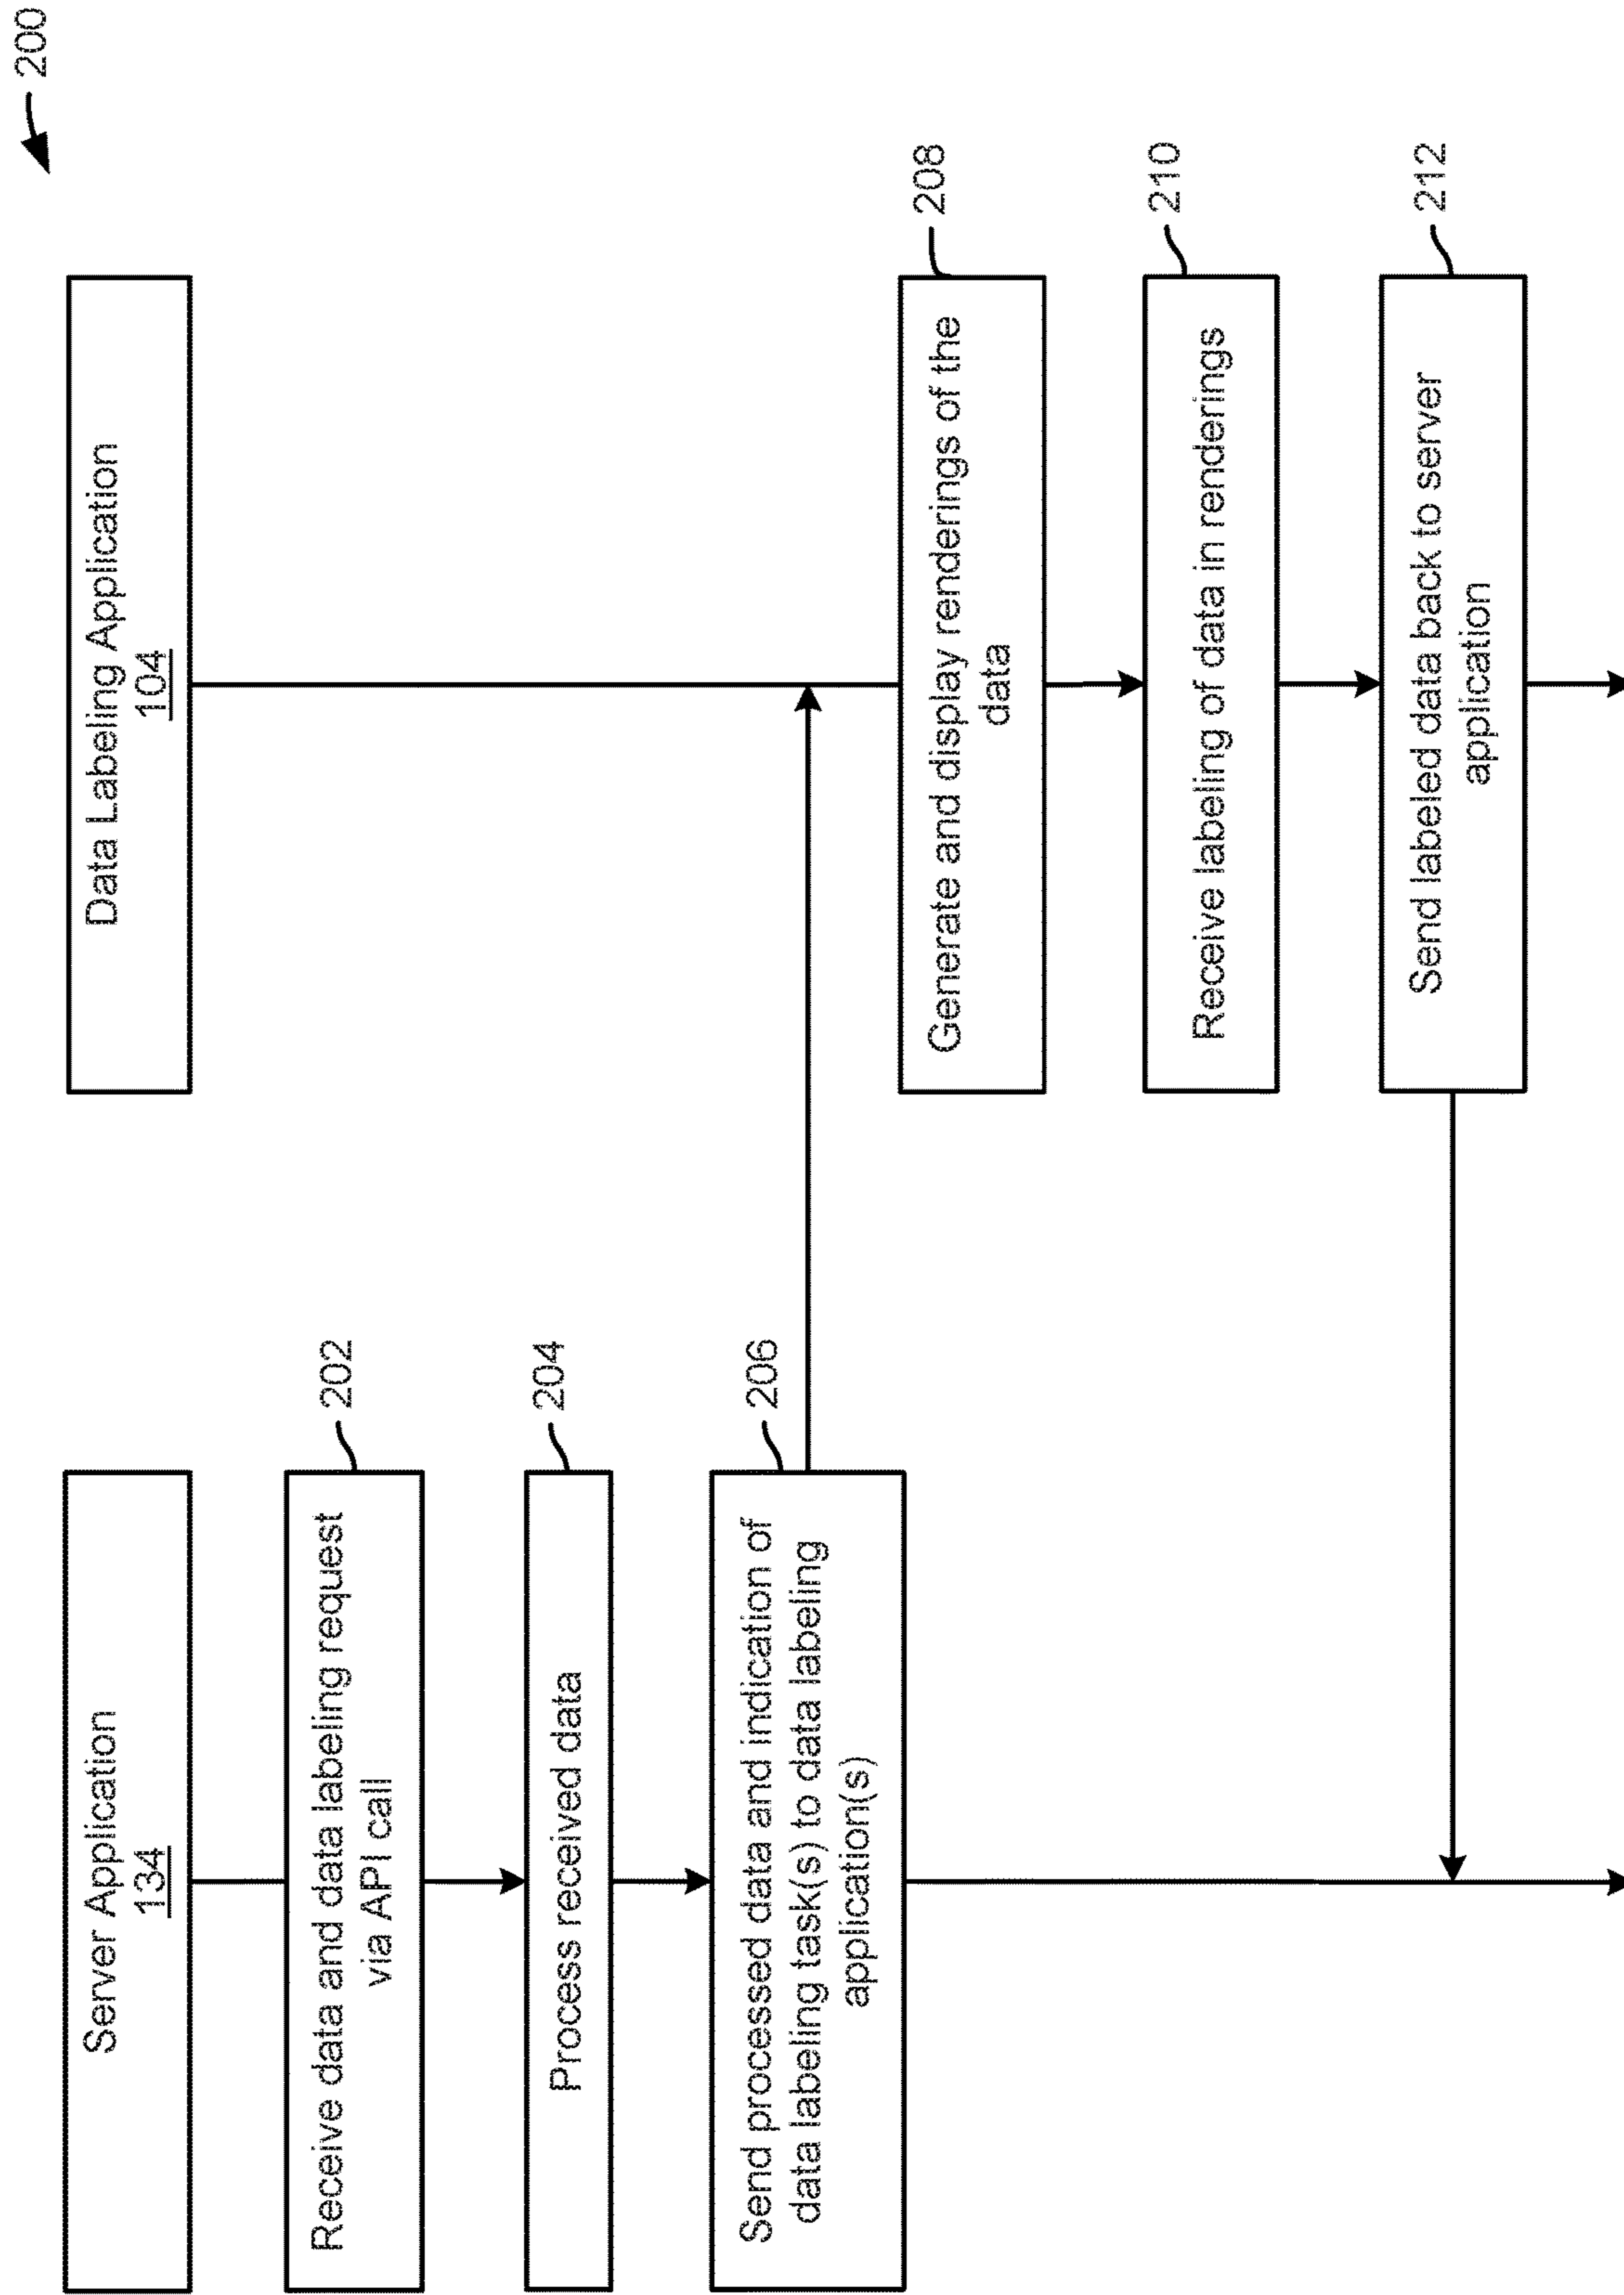 200
Server Application
134
Receive data and data labeling request
via API call
202
Process received data
204
Send processed data and indication of
data labeling task(s) to data labeling
application(s)
206
Data Labeling Application
104
Generate and display renderings of the
data
208
Receive labeling of data in renderings
210
Send labeled data back to server
application
212